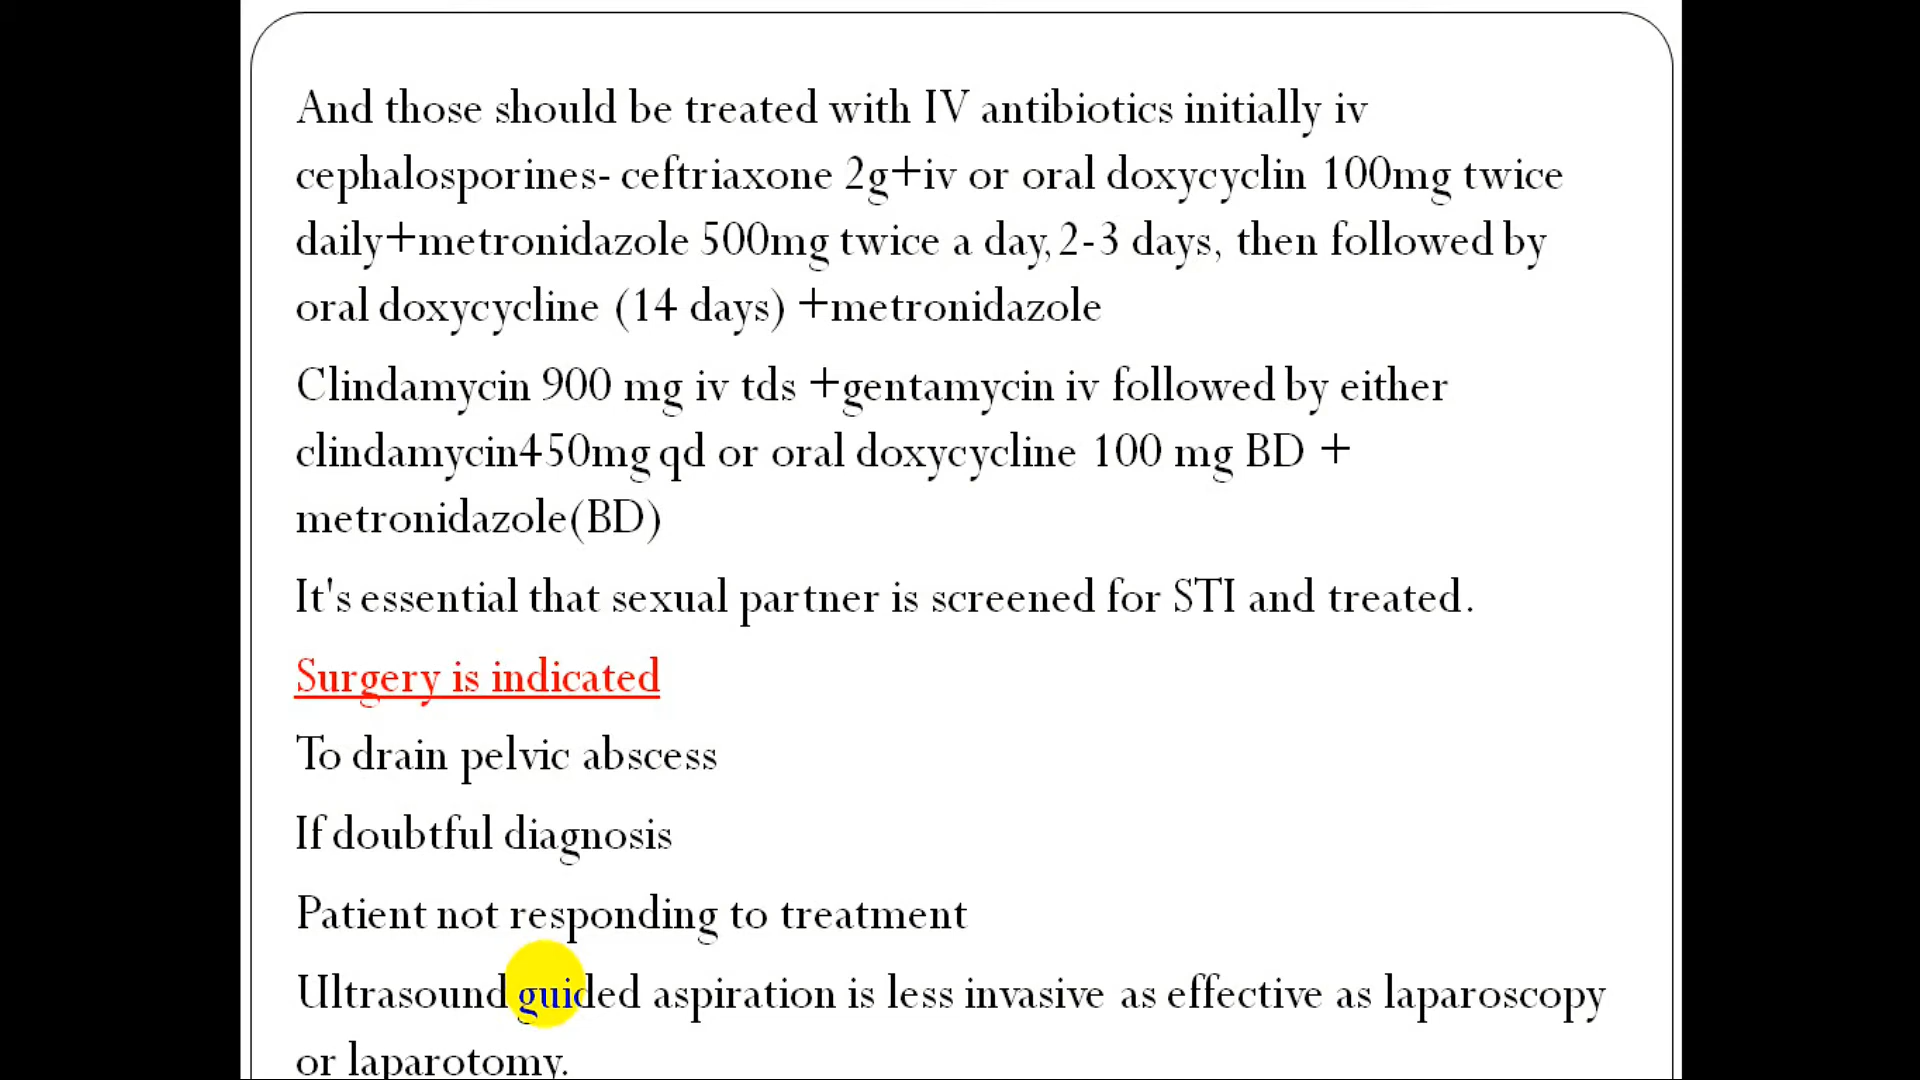 And those should be treated with IV antibiotics initially iv
cephalosporines- ceftriaxone 2g+iv or oral doxycyclin 100mg twice
daily+metronidazole 500mg twice a day,2-3 days, then followed by
oral doxycycline (14 days) +metronidazole
Clindamycin 900 mg iv tds +gentamycin iv followed by either
clindamycin450mg qd or oral doxycycline 100 mg BD +
metronidazole(BD)
It's essential that sexual partner is screened for STI and treated.
Surgery is indicated
To drain pelvic abscess
If doubtful diagnosis
Patient not responding to treatment
Ultrasound guided aspiration is less invasive as effective as laparoscopy
or laparotomy.